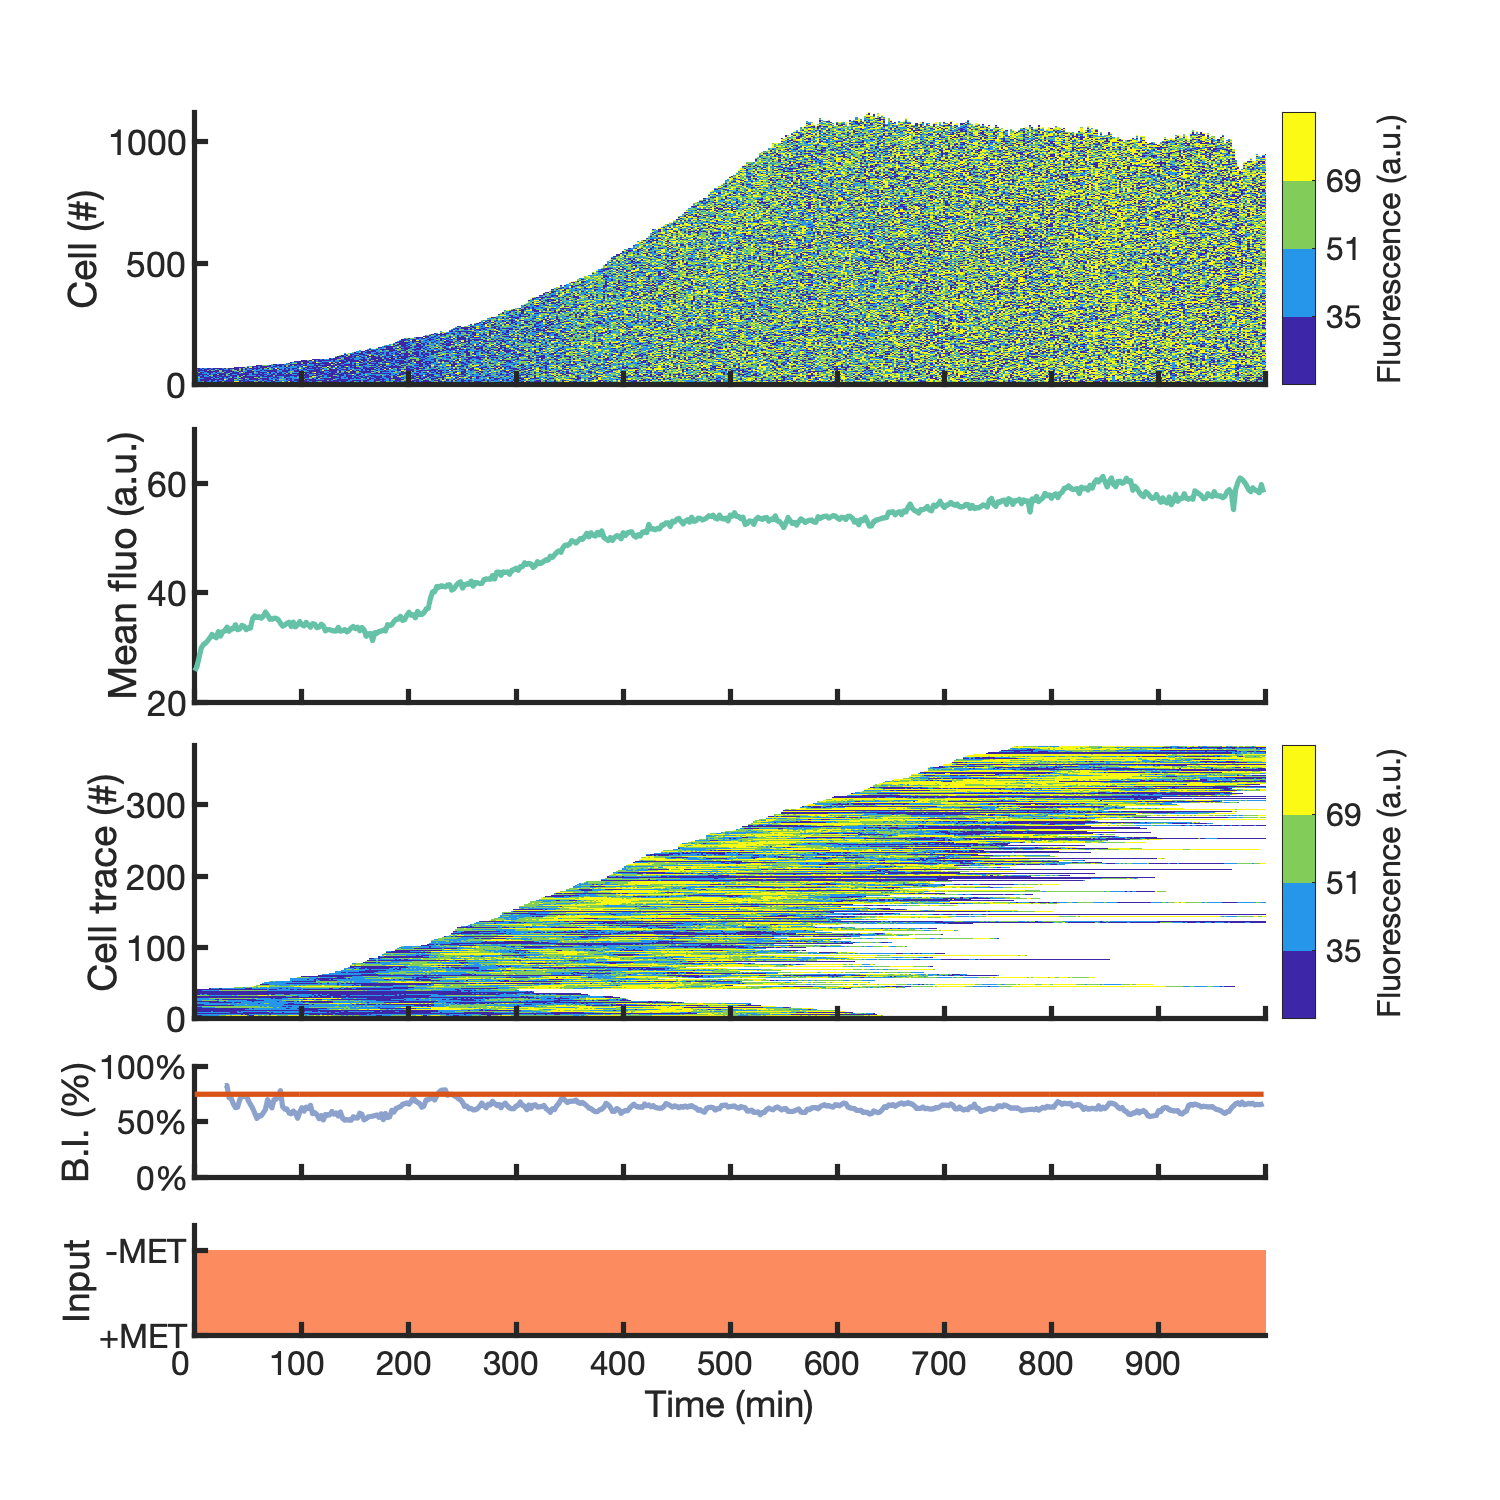 Cell (#)
1000
500
0
69
51
35
Fluorescence (a.u.)
Mean fluo (a.u.)
60
40
20
Cell trace (#)
300
200
100
0
69
51
35
Fluorescence (a.u.)
B.I. (%)
100%
50%
0%
Input
-MET
+MET
0 100 200 300 400 500 600 700 800 900
Time (min)